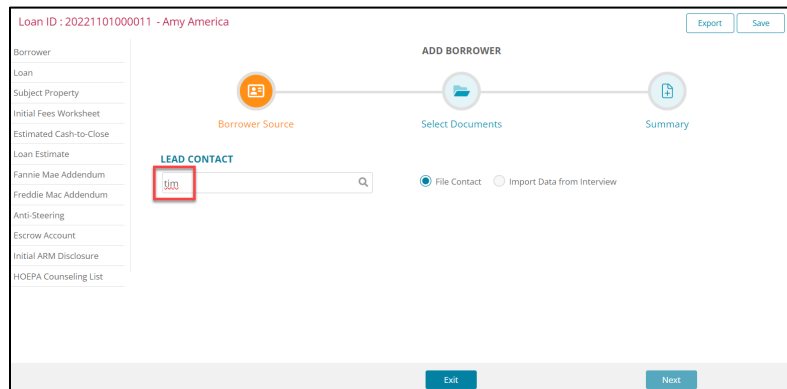 Loan ID : 20221101000011 - Amy America
Export
Save
Borrower
Loan
Subject Property
Initial Fees Worksheet
Estimated Cash-to-Close
Loan Estimate
Fannie Mae Addendum
Freddie Mac Addendum
Anti-Steering
Escrow Account
Initial ARM Disclosure
HOEPA Counseling List
ADD BORROWER
Borrower Source
Select Documents
Summary
LEAD CONTACT
tim
File Contact
Import Data from Interview
Exit
Next